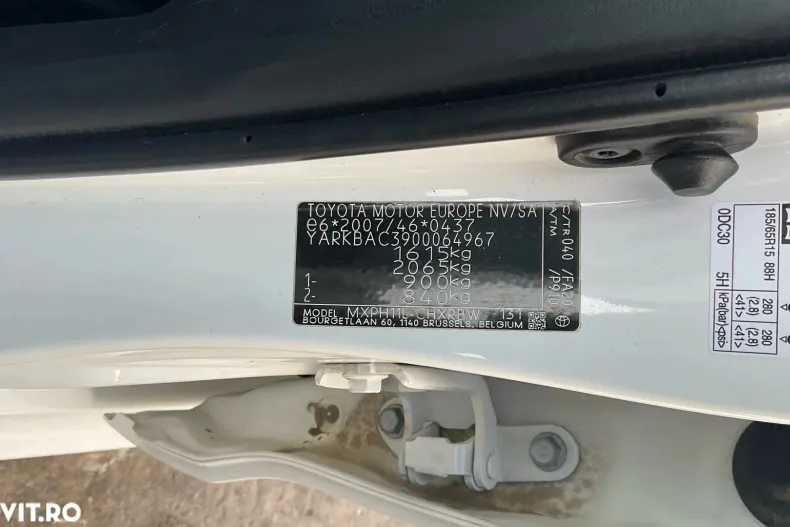 TOYOTA MOTOR EUROPE NV/SA
e6*2007/46*0437
YARKBAC3900064967
1615kg
2065kg
1- 900kg
2- 840kg
MODEL MXPH11L-CHXRBW 131
BOURGETLAAN 60, 1140 BRUSSELS, BELGIUM
C/TR 040 /FA20
A/TM /P910
185/65R15 88H
0DC30 5H
kPa(bar)<psi>
280 (2.8) <41>
280 (2.8) <41>
VIT.RO